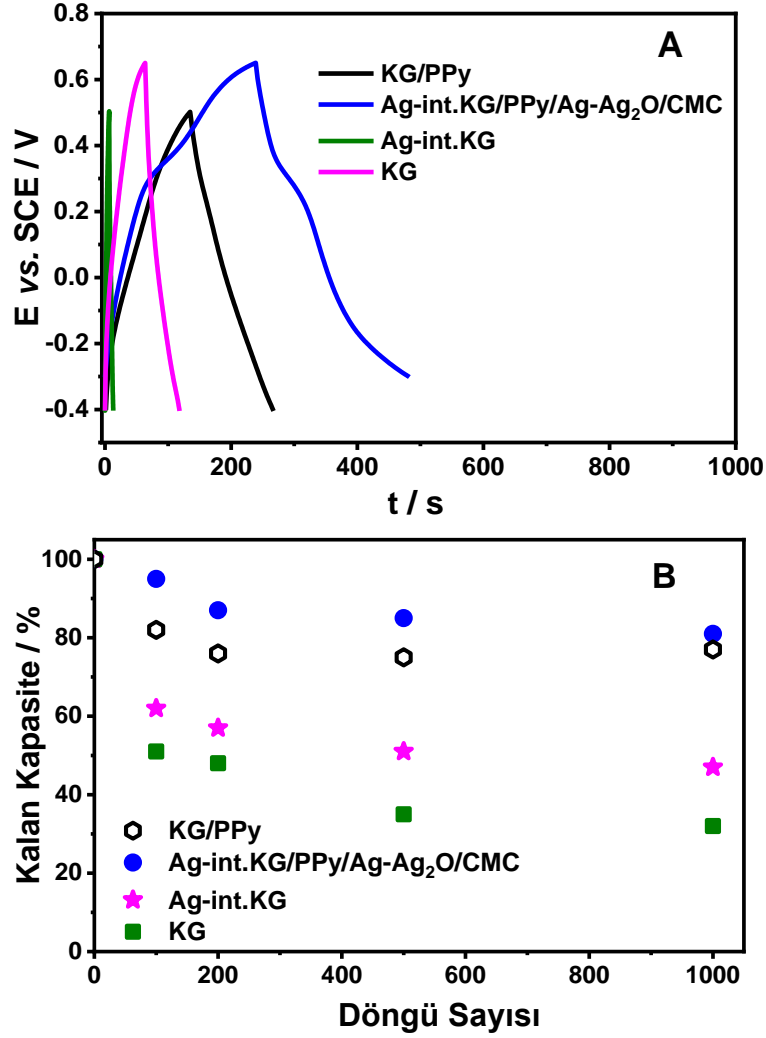 0.8
0.6
0.4
0.2
0.0
-0.2
-0.4
E vs. SCE / V
A
KG/PPy
Ag-int.KG/PPy/Ag-Ag₂O/CMC
Ag-int.KG
KG
0 200 400 600 800 1000
t / s
100
80
60
40
20
0
Kalan Kapasite / %
B
KG/PPy
Ag-int.KG/PPy/Ag-Ag₂O/CMC
Ag-int.KG
KG
0 200 400 600 800 1000
Döngü Sayısı